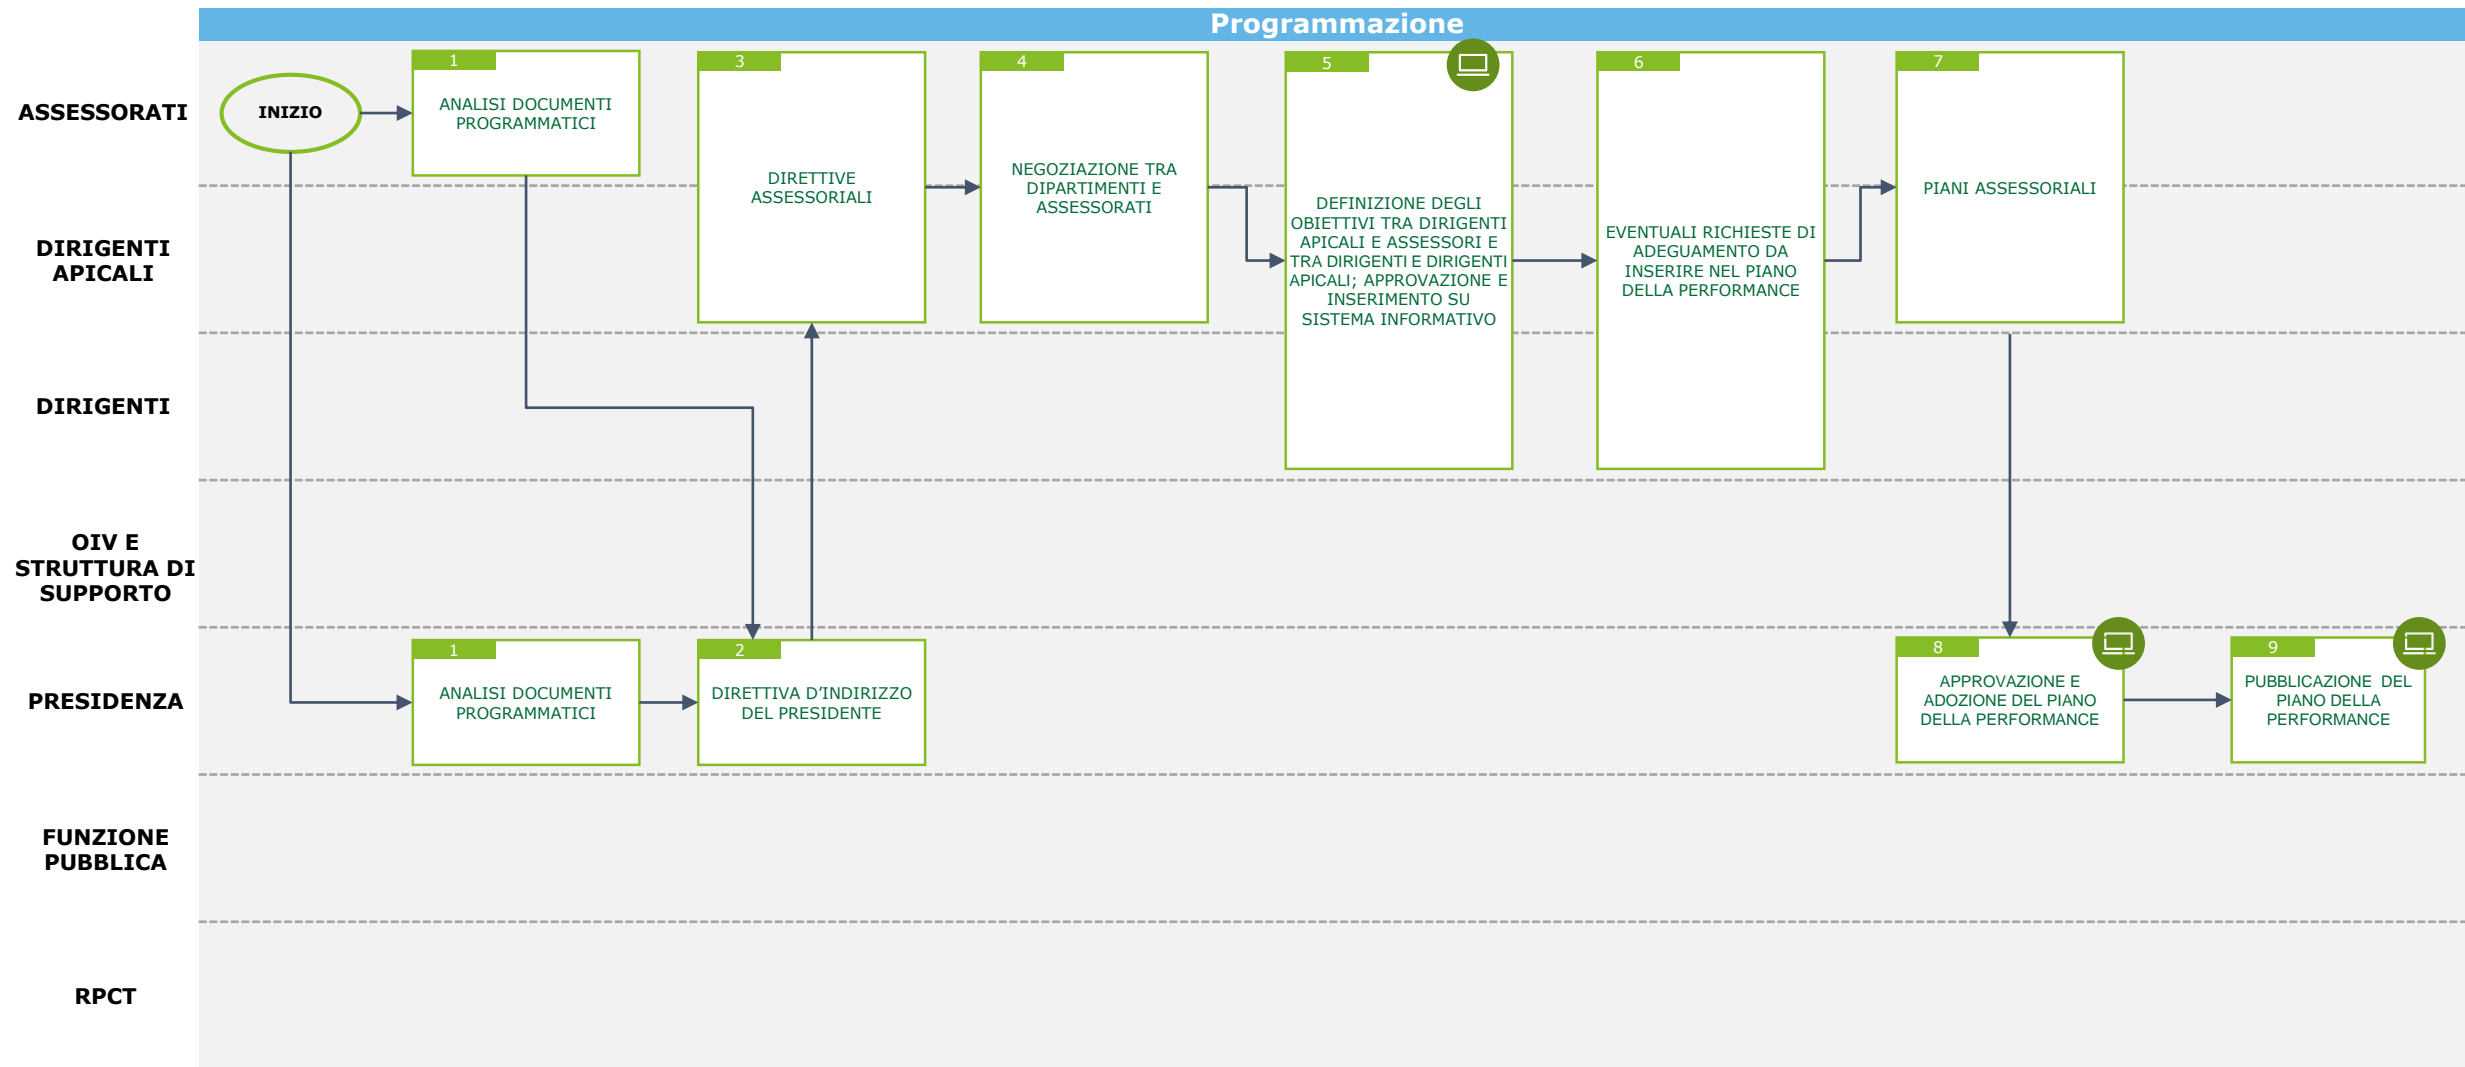 Programmazione
ASSESSORATI
INIZIO
1
ANALISI DOCUMENTI
PROGRAMMATICI
3
DIRETTIVE
ASSESSORIALI
4
NEGOZIAZIONE TRA
DIPARTIMENTI E
ASSESSORATI
5
DEFINIZIONE DEGLI
OBIETTIVI TRA DIRIGENTI
APICALI E ASSESSORI E
TRA DIRIGENTI E DIRIGENTI
APICALI; APPROVAZIONE E
INSERIMENTO SU
SISTEMA INFORMATIVO
6
EVENTUALI RICHIESTE DI
ADEGUAMENTO DA
INSERIRE NEL PIANO
DELLA PERFORMANCE
7
PIANI ASSESSORIALI
DIRIGENTI
APICALI
DIRIGENTI
OIV E
STRUTTURA DI
SUPPORTO
PRESIDENZA
1
ANALISI DOCUMENTI
PROGRAMMATICI
2
DIRETTIVA D’INDIRIZZO
DEL PRESIDENTE
8
APPROVAZIONE E
ADOZIONE DEL PIANO
DELLA PERFORMANCE
9
PUBBLICAZIONE DEL
PIANO DELLA
PERFORMANCE
FUNZIONE
PUBBLICA
RPCT